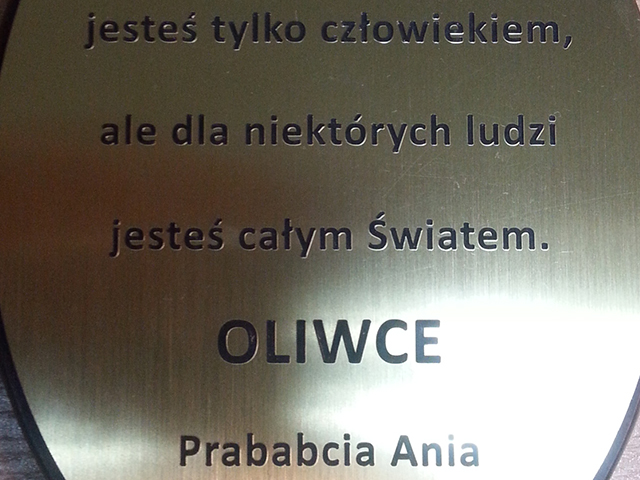 jesteś tylko człowiekiem,
ale dla niektórych ludzi
jesteś całym Światem.
OLIWCE
Prababcia Ania